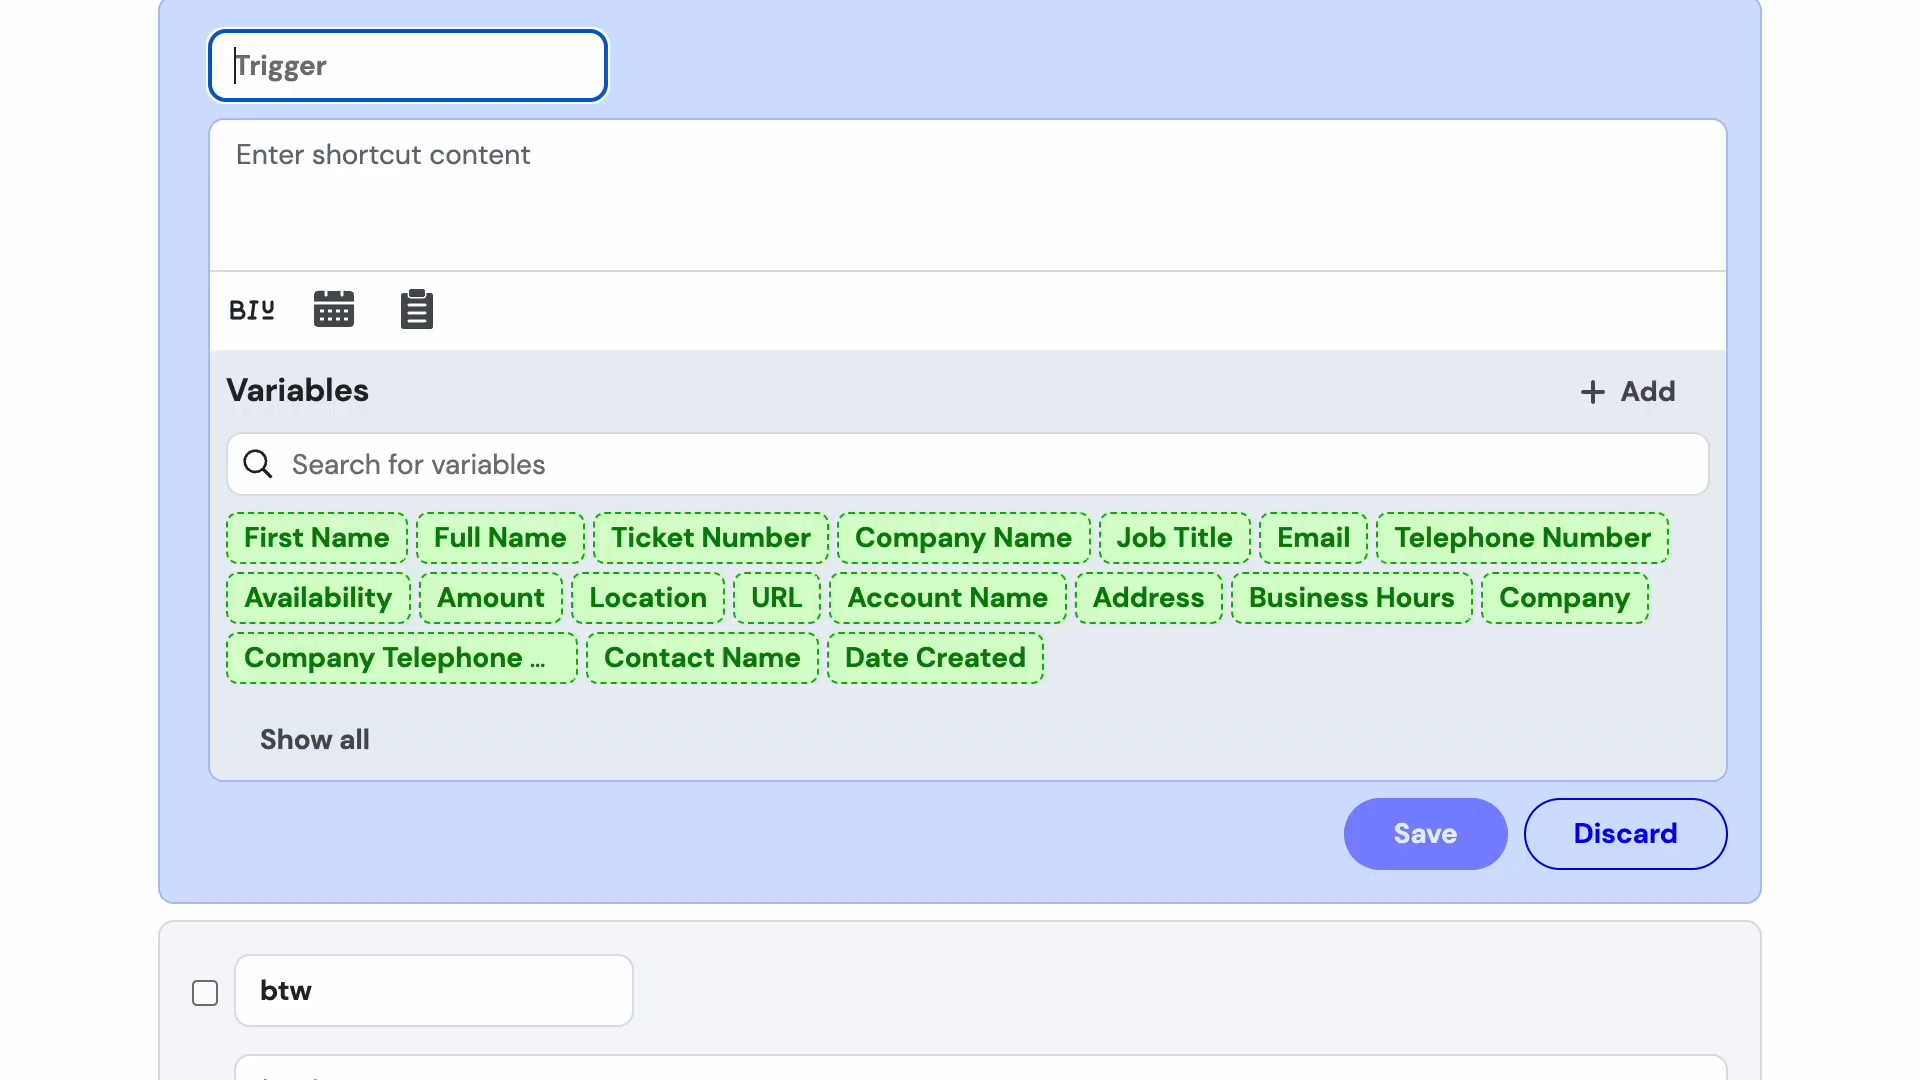 Trigger
Enter shortcut content
BIU
Variables
+ Add
Search for variables
First Name Full Name Ticket Number Company Name Job Title Email Telephone Number
Availability Amount Location URL Account Name Address Business Hours Company
Company Telephone ... Contact Name Date Created
Show all
Save Discard
btw